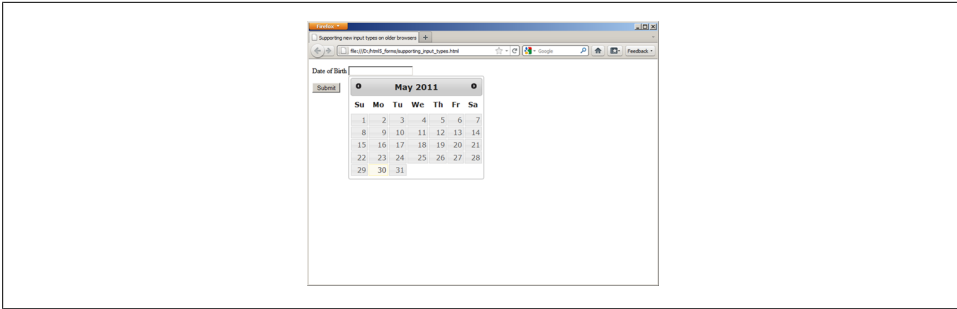 Firefox
Supporting new input types on older browsers +
file:///D:/html5_forms/supporting_input_types.html Google Feedback
Date of Birth
Submit
May 2011
Su Mo Tu We Th Fr Sa
1 2 3 4 5 6 7
8 9 10 11 12 13 14
15 16 17 18 19 20 21
22 23 24 25 26 27 28
29 30 31